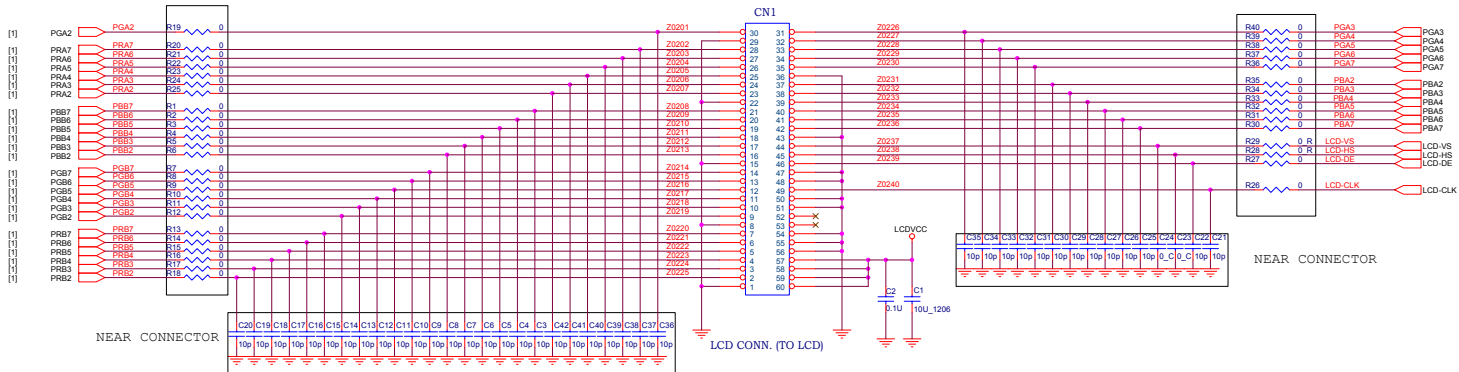 CN1
[1] PGA2 PGA2 R19 0 Z0201 30 31 Z0226 R40 0 PGA3 PGA3
29 32 Z0227 R39 0 PGA4 PGA4
[1] PRA7 PRA7 R20 0 Z0202 28 33 Z0228 R38 0 PGA5 PGA5
[1] PRA6 PRA6 R21 0 Z0203 27 34 Z0229 R37 0 PGA6 PGA6
[1] PRA5 PRA5 R22 0 Z0204 26 35 Z0230 R36 0 PGA7 PGA7
[1] PRA4 PRA4 R23 0 Z0205 25 36
[1] PRA3 PRA3 R24 0 Z0206 24 37 Z0231 R35 0 PBA2 PBA2
[1] PRA2 PRA2 R25 0 Z0207 23 38 Z0232 R34 0 PBA3 PBA3
22 39 Z0233 R33 0 PBA4 PBA4
[1] PBB7 PBB7 R1 0 Z0208 21 40 Z0234 R32 0 PBA5 PBA5
[1] PBB6 PBB6 R2 0 Z0209 20 41 Z0235 R31 0 PBA6 PBA6
[1] PBB5 PBB5 R3 0 Z0210 19 42 Z0236 R30 0 PBA7 PBA7
[1] PBB4 PBB4 R4 0 Z0211 18 43
[1] PBB3 PBB3 R5 0 Z0212 17 44 Z0237 R29 0 R LCD-VS LCD-VS
[1] PBB2 PBB2 R6 0 Z0213 16 45 Z0238 R28 0 R LCD-HS LCD-HS
15 46 Z0239 R27 0 LCD-DE LCD-DE
[1] PGB7 PGB7 R7 0 Z0214 14 47
[1] PGB6 PGB6 R8 0 Z0215 13 48
[1] PGB5 PGB5 R9 0 Z0216 12 49 Z0240 R26 0 LCD-CLK LCD-CLK
[1] PGB4 PGB4 R10 0 Z0217 11 50
[1] PGB3 PGB3 R11 0 Z0218 10 51
[1] PGB2 PGB2 R12 0 Z0219 9 52
8 53
[1] PRB7 PRB7 R13 0 Z0220 7 54
[1] PRB6 PRB6 R14 0 Z0221 6 55
[1] PRB5 PRB5 R15 0 Z0222 5 56
[1] PRB4 PRB4 R16 0 Z0223 4 57
[1] PRB3 PRB3 R17 0 Z0224 3 58
[1] PRB2 PRB2 R18 0 Z0225 2 59
1 60
LCDVCC
C35 C34 C33 C32 C31 C30 C29 C28 C27 C26 C25 C24 C23 C22 C21
10p 10p 10p 10p 10p 10p 10p 10p 10p 10p 10p 0_C 0_C 10p 10p
NEAR CONNECTOR
C2 C1
0.1U 10U_1206
C20 C19 C18 C17 C16 C15 C14 C13 C12 C11 C10 C9 C8 C7 C6 C5 C4 C3 C42 C41 C40 C39 C38 C37 C36
10p 10p 10p 10p 10p 10p 10p 10p 10p 10p 10p 10p 10p 10p 10p 10p 10p 10p 10p 10p 10p 10p 10p 10p 10p
NEAR CONNECTOR
LCD CONN. (TO LCD)